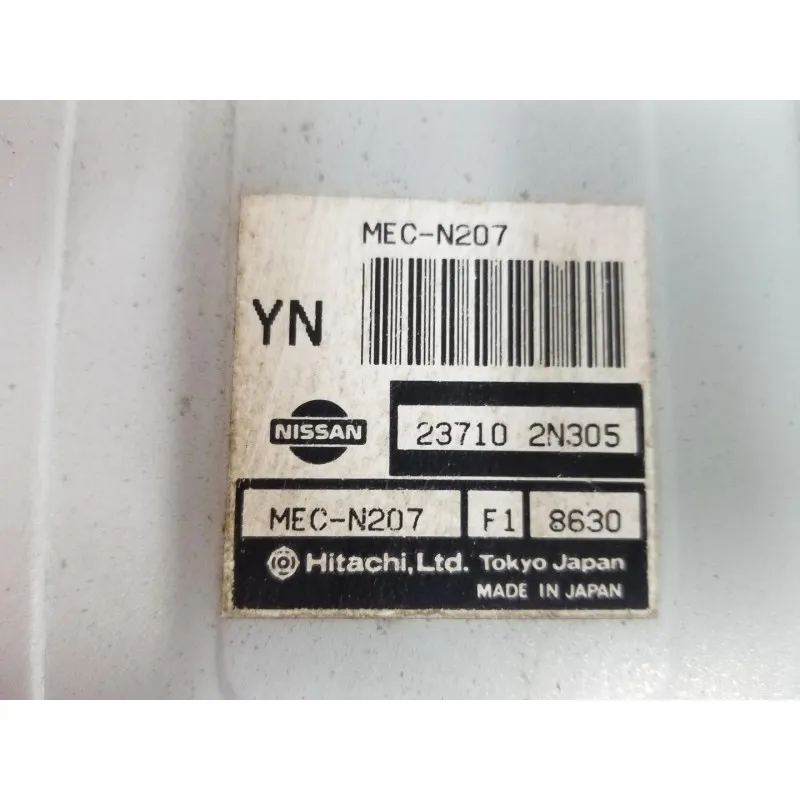 MEC-N207
YN
NISSAN
23710 2N305
MEC-N207 F1 8630
Hitachi,Ltd. Tokyo Japan
MADE IN JAPAN